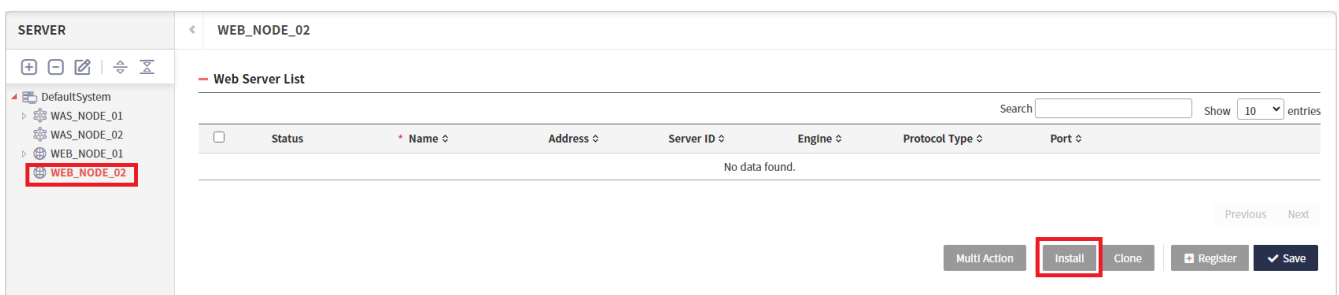 SERVER
WEB_NODE_02
DefaultSystem
WAS_NODE_01
WAS_NODE_02
WEB_NODE_01
WEB_NODE_02
Web Server List
Search Show 10 entries
Status * Name Address Server ID Engine Protocol Type Port
No data found.
Previous Next
Multi Action Install Clone Register Save